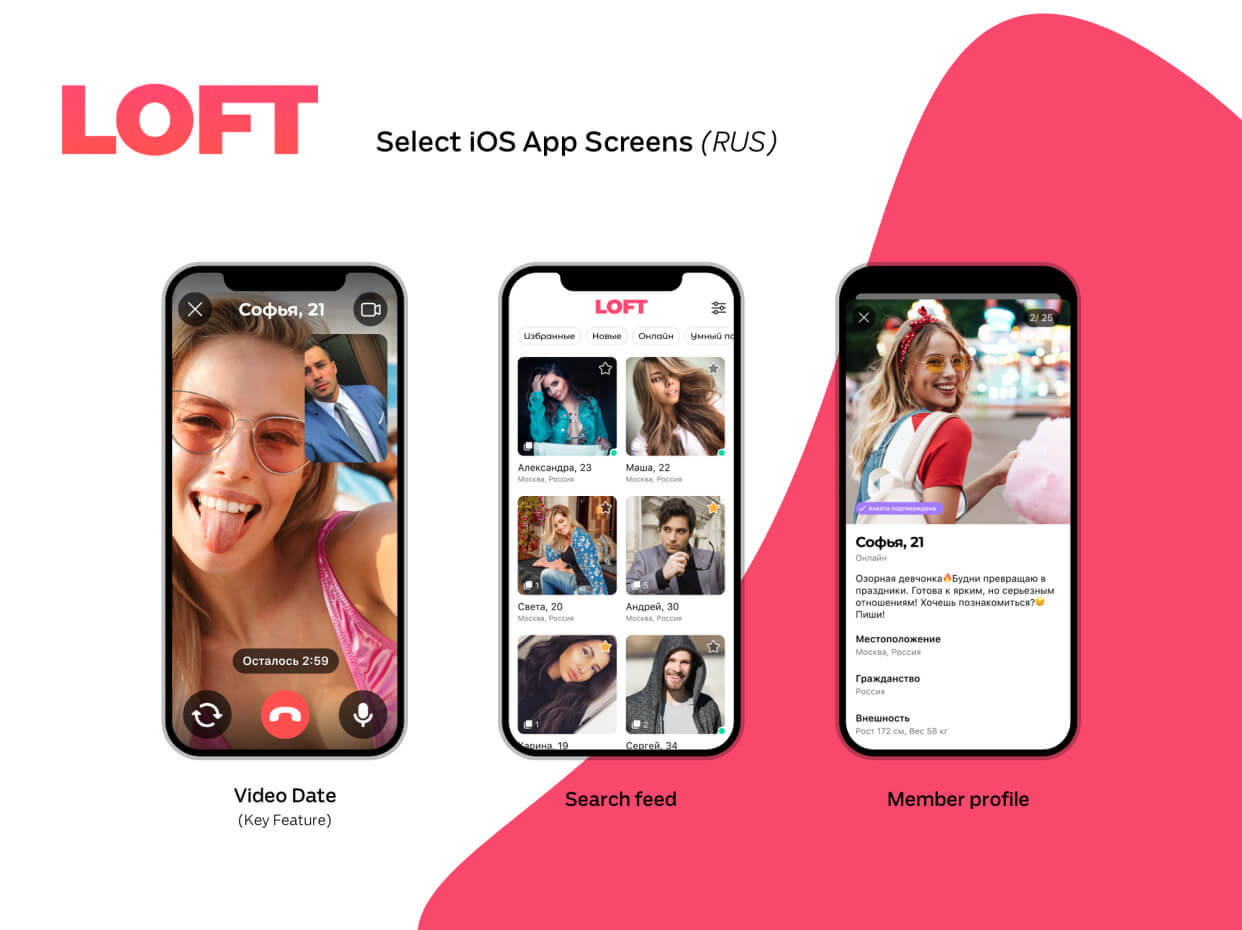 LOFT
Select iOS App Screens (RUS)
Софья, 21
Осталось 2:59
Video Date
(Key Feature)
LOFT
Избранные Новые Онлайн Умный по
Александра, 23 Маша, 22
Москва, Россия Москва, Россия
1 5
Света, 20 Андрей, 30
Москва, Россия Москва, Россия
1 2
Карина, 19 Сергей, 34
Search feed
2/ 25
Анкета подтверждена
Софья, 21
Онлайн
Озорная девчонка🔥Будни превращаю в
праздники. Готова к ярким, но серьезным
отношениям! Хочешь познакомиться?😉
Пиши!
Местоположение
Москва, Россия
Гражданство
Россия
Внешность
Рост 172 см, Вес 58 кг
Member profile